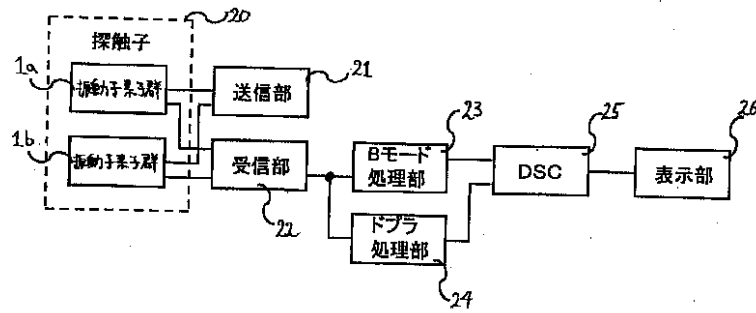 20
探触子
1a
振動子素子群
送信部
21
1b
振動子素子群
受信部
22
Bモード
処理部
23
ドプラ
処理部
24
DSC
25
表示部
26